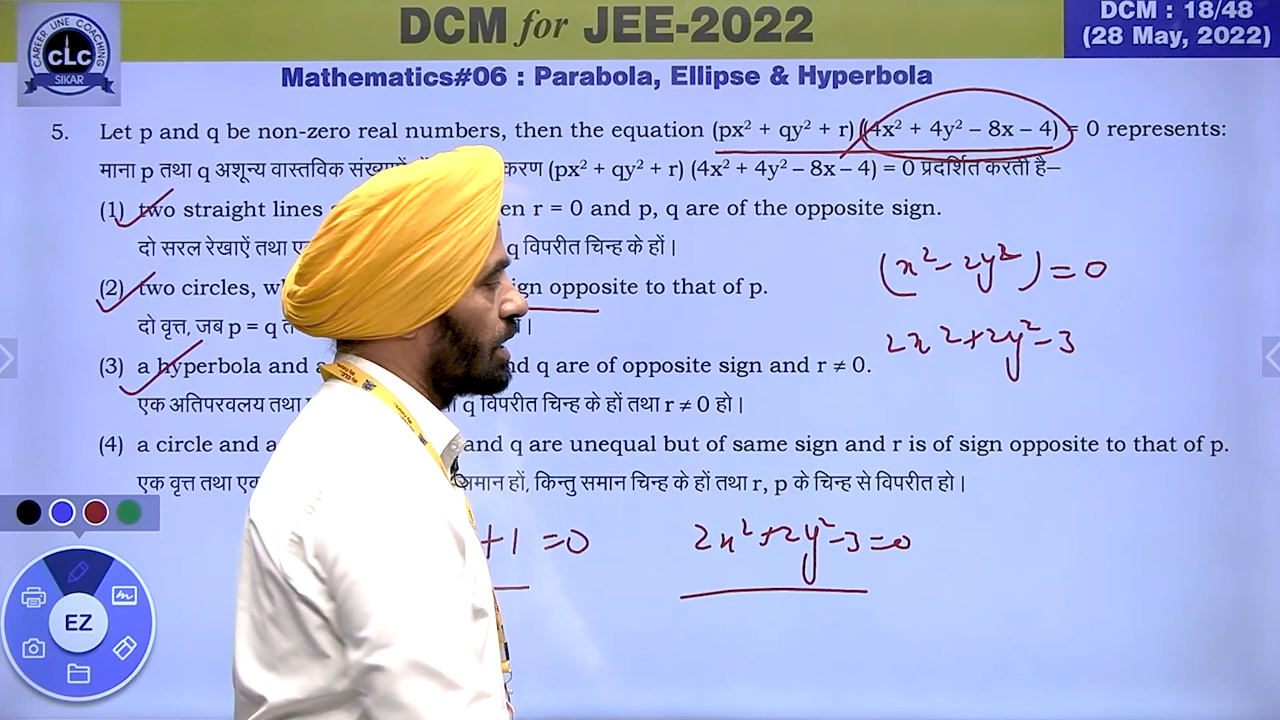 DCM for JEE-2022
DCM : 18/48
(28 May, 2022)
CAREER LINE COACHING
CLC
SIKAR
Mathematics#06 : Parabola, Ellipse & Hyperbola
5. Let p and q be non-zero real numbers, then the equation (px² + qy² + r) (4x² + 4y² – 8x – 4) = 0 represents:
माना p तथा q अशून्य वास्तविक करण (px² + qy² + r) (4x² + 4y² – 8x – 4) = 0 प्रदर्शित करती है–
(1) two straight lines en r = 0 and p, q are of the opposite sign.
दो सरल रेखाऐं तथा q विपरीत चिन्ह के हों |
(x² - 2y²) = 0
(2) two circles, gn opposite to that of p.
दो वृत्त, जब p = q |
2x² + 2y² - 3
(3) a hyperbola and q are of opposite sign and r ≠ 0.
एक अतिपरवलय तथा q विपरीत चिन्ह के हों तथा r ≠ 0 हो |
(4) a circle and a and q are unequal but of same sign and r is of sign opposite to that of p.
एक वृत्त तथा समान हों, किन्तु समान चिन्ह के हों तथा r, p के चिन्ह से विपरीत हो |
+ 1 = 0
2x² + 2y² - 3 = 0
EZ